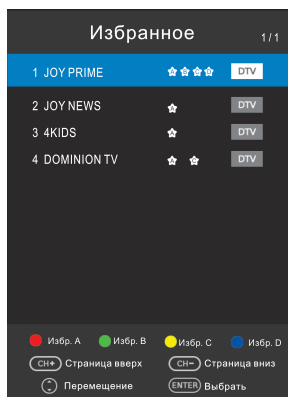 Избранное 1/1
1 JOY PRIME DTV
2 JOY NEWS DTV
3 4KIDS DTV
4 DOMINION TV DTV
Избр. A Избр. B Избр. C Избр. D
CH+ Страница вверх CH- Страница вниз
Перемещение ENTER Выбрать